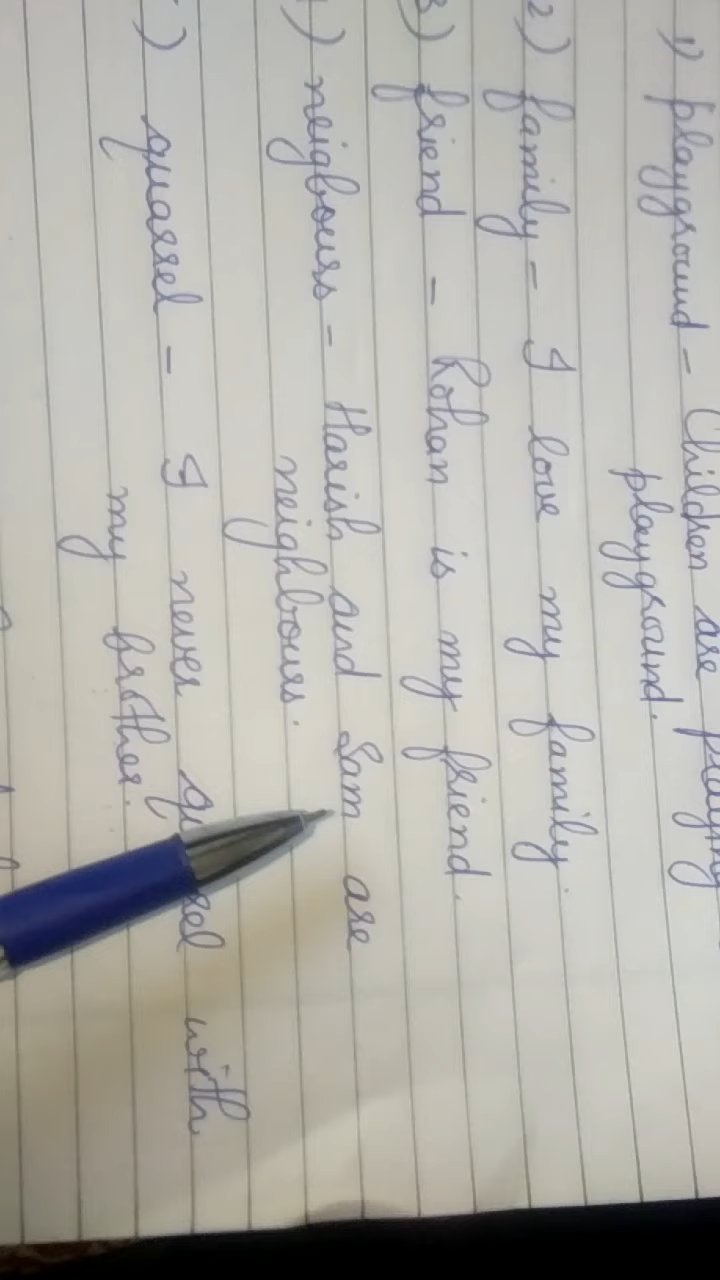 1) playground - Children are playing
playground.
2) family - I love my family.
3) friend - Rohan is my friend.
) neigbours - Harish and Sam are
neighbours.
) quarrel - I never quarrel with
my brother.